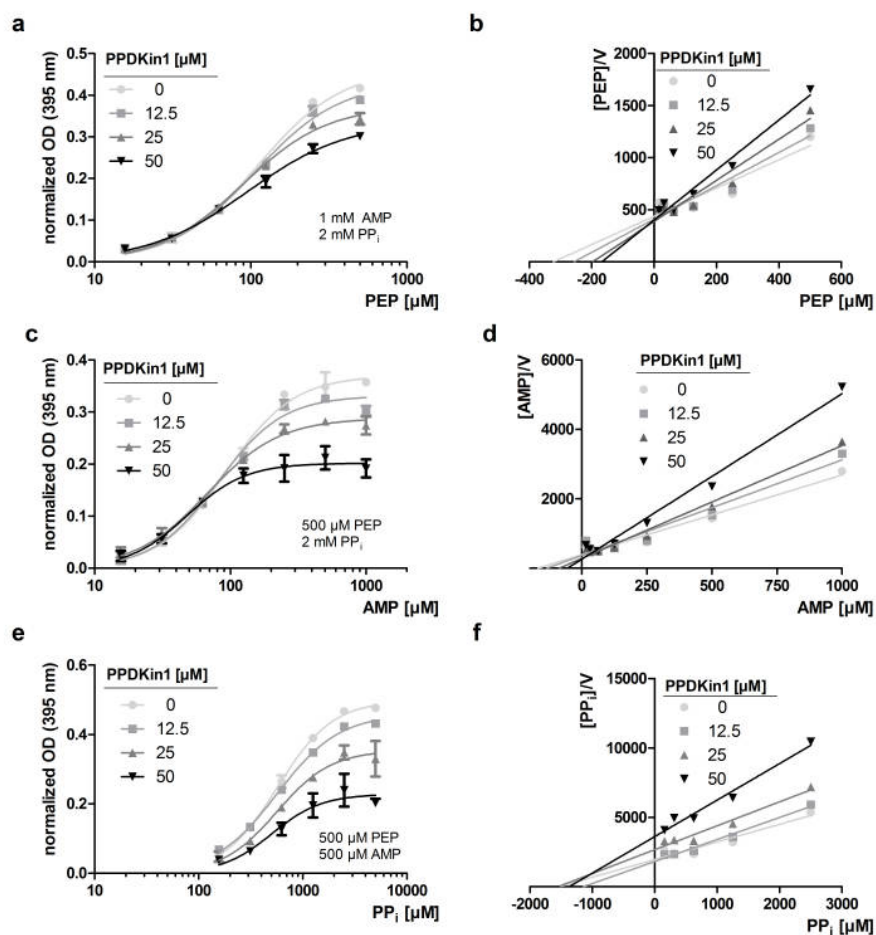 a
PPDKin1 [µM]
0
12.5
25
50
normalized OD (395 nm)
0.5
0.4
0.3
0.2
0.1
0.0
1 mM AMP
2 mM PPi
10
100
1000
PEP [µM]
b
[PEP]/V
PPDKin1 [µM]
0
12.5
25
50
2000
1500
1000
500
-400
-200
0
200
400
600
PEP [µM]
c
PPDKin1 [µM]
0
12.5
25
50
normalized OD (395 nm)
0.4
0.3
0.2
0.1
0.0
500 µM PEP
2 mM PPi
10
100
1000
AMP [µM]
d
[AMP]/V
PPDKin1 [µM]
0
12.5
25
50
6000
4000
2000
0
250
500
750
1000
AMP [µM]
e
PPDKin1 [µM]
0
12.5
25
50
normalized OD (395 nm)
0.6
0.4
0.2
0.0
500 µM PEP
500 µM AMP
10
100
1000
10000
PPi [µM]
f
[PPi]/V
PPDKin1 [µM]
0
12.5
25
50
15000
10000
5000
-2000
-1000
0
1000
2000
3000
PPi [µM]